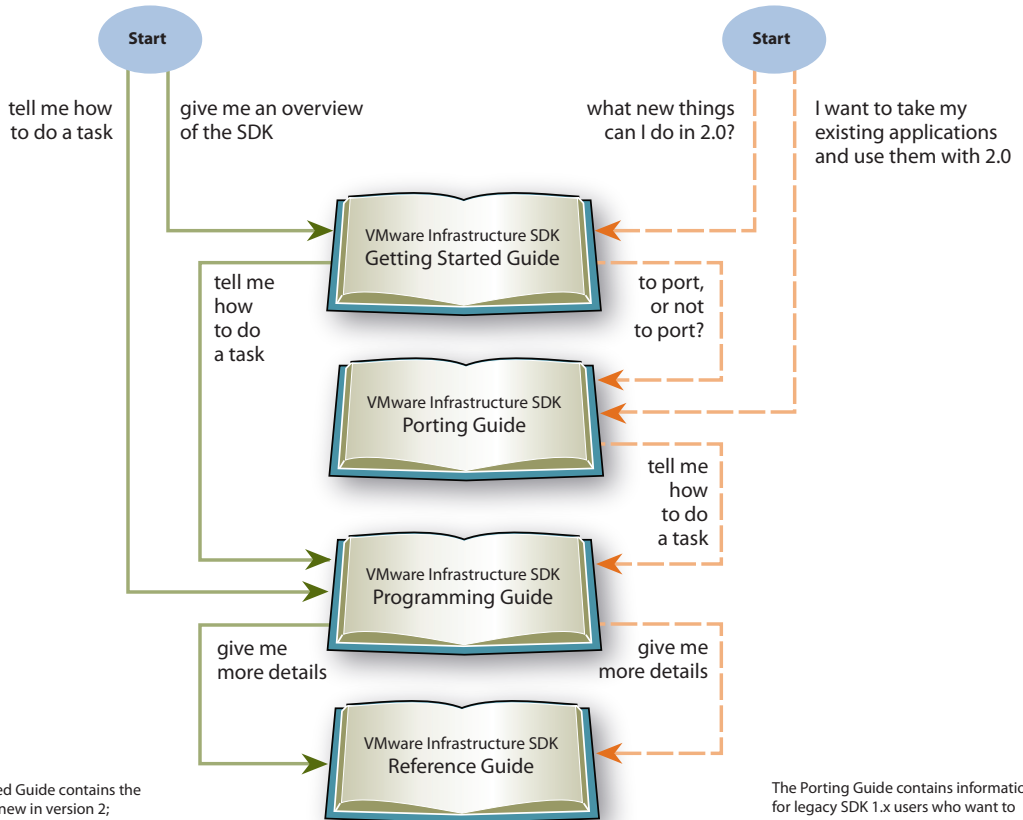 Start
Start
tell me how
to do a task
give me an overview
of the SDK
what new things
can I do in 2.0?
I want to take my
existing applications
and use them with 2.0
VMware Infrastructure SDK
Getting Started Guide
tell me
how
to do
a task
to port,
or not
to port?
VMware Infrastructure SDK
Porting Guide
tell me
how
to do
a task
VMware Infrastructure SDK
Programming Guide
give me
more details
give me
more details
VMware Infrastructure SDK
Reference Guide
ed Guide contains the
new in version 2;
The Porting Guide contains informatio
for legacy SDK 1.x users who want to